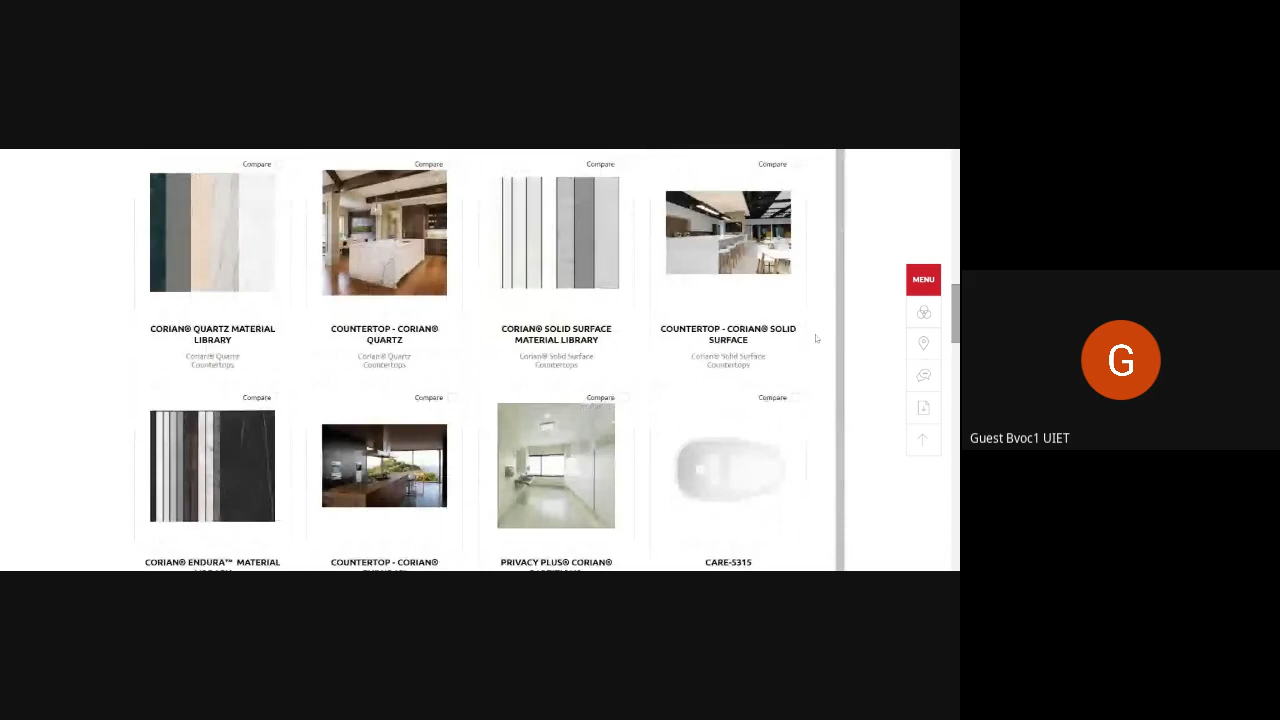 Compare
Compare
Compare
Compare
CORIAN® QUARTZ MATERIAL
LIBRARY
Corian® Quartz
Countertops
COUNTERTOP - CORIAN®
QUARTZ
Corian® Quartz
Countertops
CORIAN® SOLID SURFACE
MATERIAL LIBRARY
Corian® Solid Surface
Countertops
COUNTERTOP - CORIAN® SOLID
SURFACE
Corian® Solid Surface
Countertops
MENU
Compare
Compare
Compare
Compare
CORIAN® ENDURA™ MATERIAL
COUNTERTOP - CORIAN®
PRIVACY PLUS® CORIAN®
CARE-5315
G
Guest Bvoc1 UIET